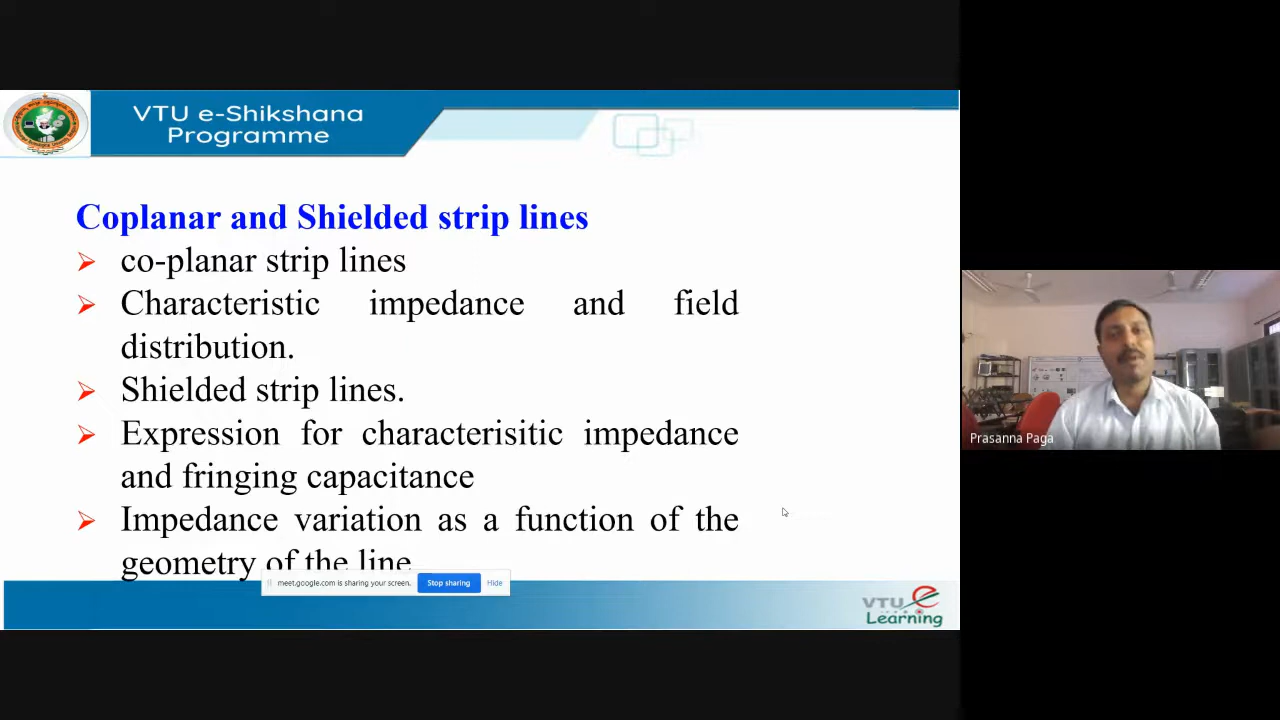 VTU e-Shikshana
Programme
Coplanar and Shielded strip lines
co-planar strip lines
Characteristic impedance and field
distribution.
Shielded strip lines.
Expression for characterisitic impedance
and fringing capacitance
Impedance variation as a function of the
geometry of the line
meet.google.com is sharing your screen.
Stop sharing
Hide
VTU
Learning
Prasanna Paga